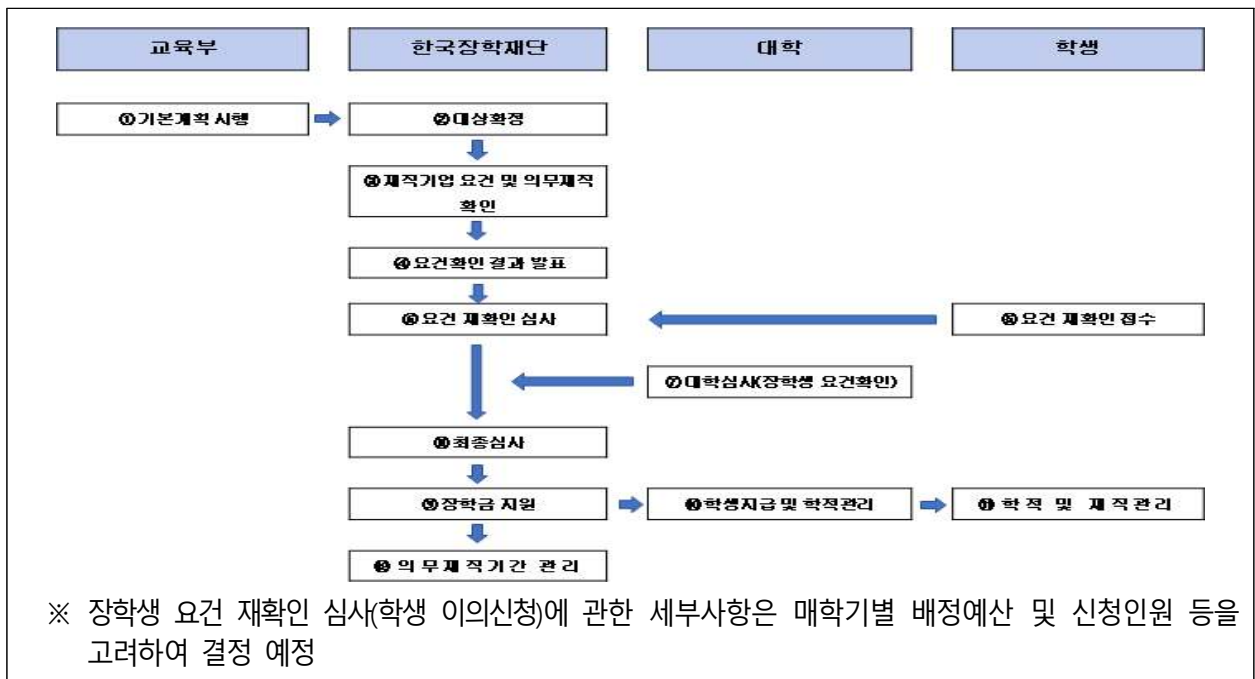 교육부
한국장학재단
대학
학생
①기본계획 시행
②대상확정
③재직기업 요건 및 의무재직
확인
④요건확인 결과 발표
⑥요건 재확인 심사
⑤요건 재확인 접수
⑦대학심사(장학생 요건확인)
⑧최종심사
⑨장학금 지원
⑩학생지급 및 학적관리
⑪학적 및 재직관리
⑫의무재직기간 관리
※ 장학생 요건 재확인 심사(학생 이의신청)에 관한 세부사항은 매학기별 배정예산 및 신청인원 등을
고려하여 결정 예정